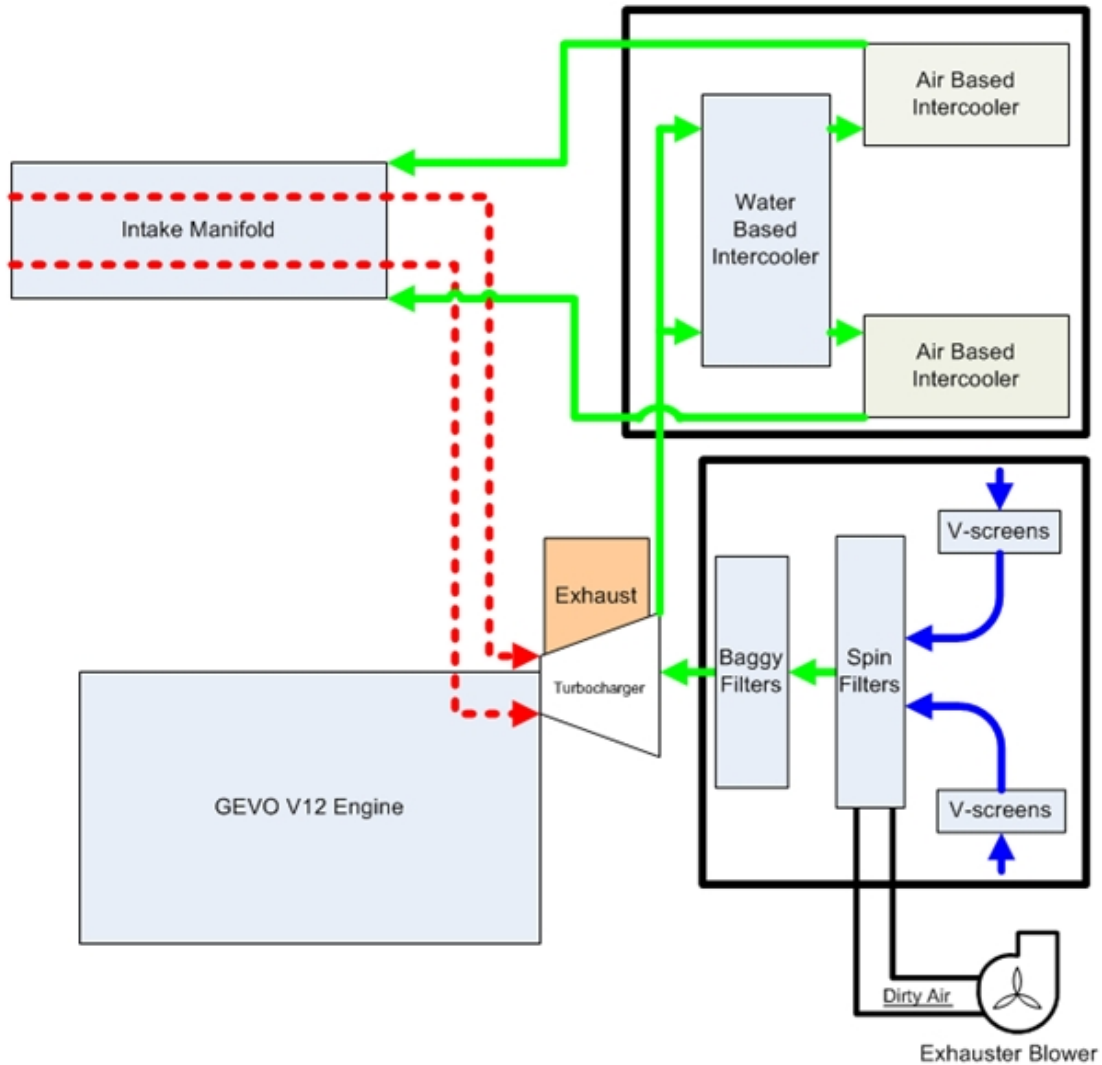 Air Based
Intercooler
Water
Based
Intercooler
Intake Manifold
Air Based
Intercooler
V-screens
Exhaust
Baggy
Filters
Spin
Filters
Turbocharger
GEVO V12 Engine
V-screens
Dirty Air
Exhauster Blower